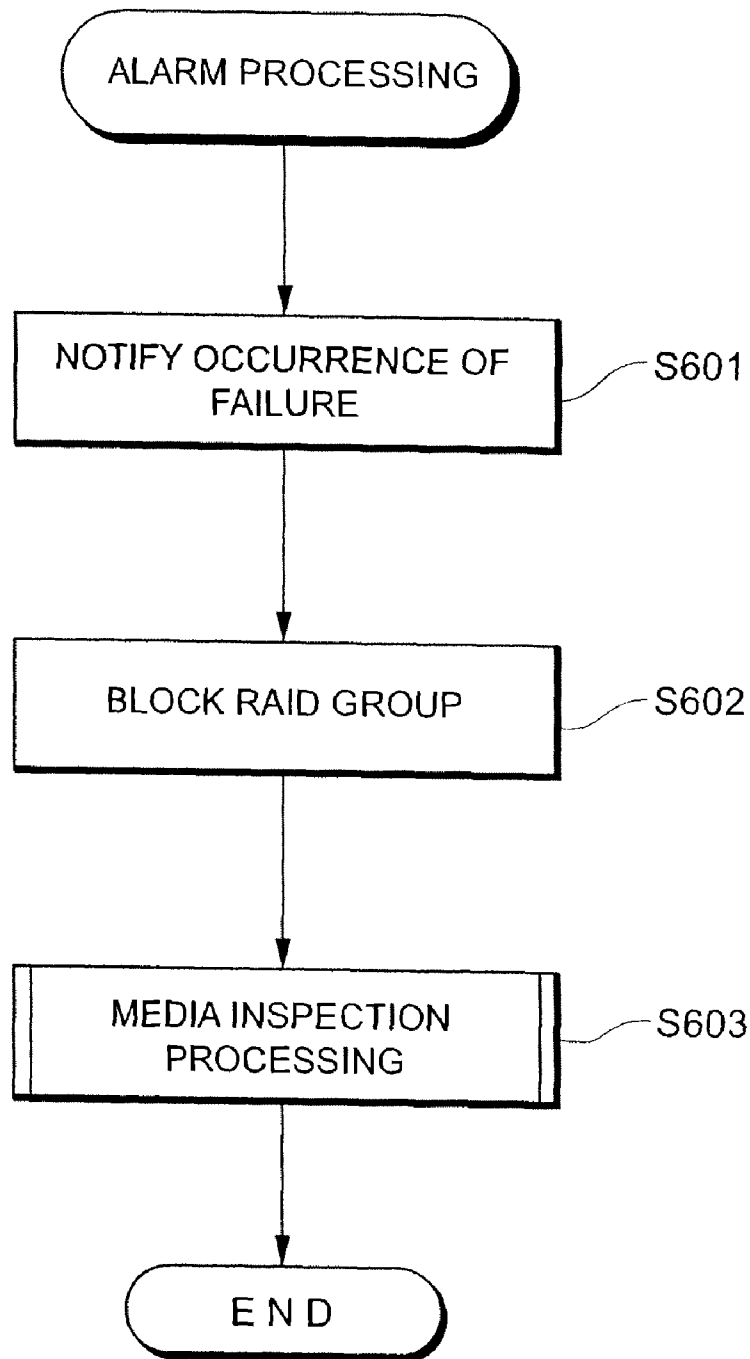 ALARM PROCESSING
NOTIFY OCCURRENCE OF
FAILURE
S601
BLOCK RAID GROUP
S602
MEDIA INSPECTION
PROCESSING
S603
END